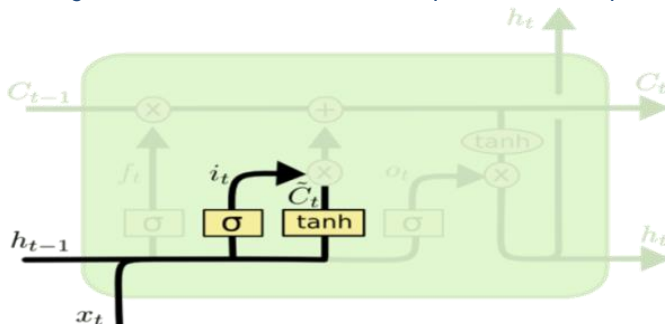 h_t
C_{t-1} × + C_t
tanh
f_t i_t × o_t ×
C̃_t
σ σ tanh σ
h_{t-1} h_t
x_t